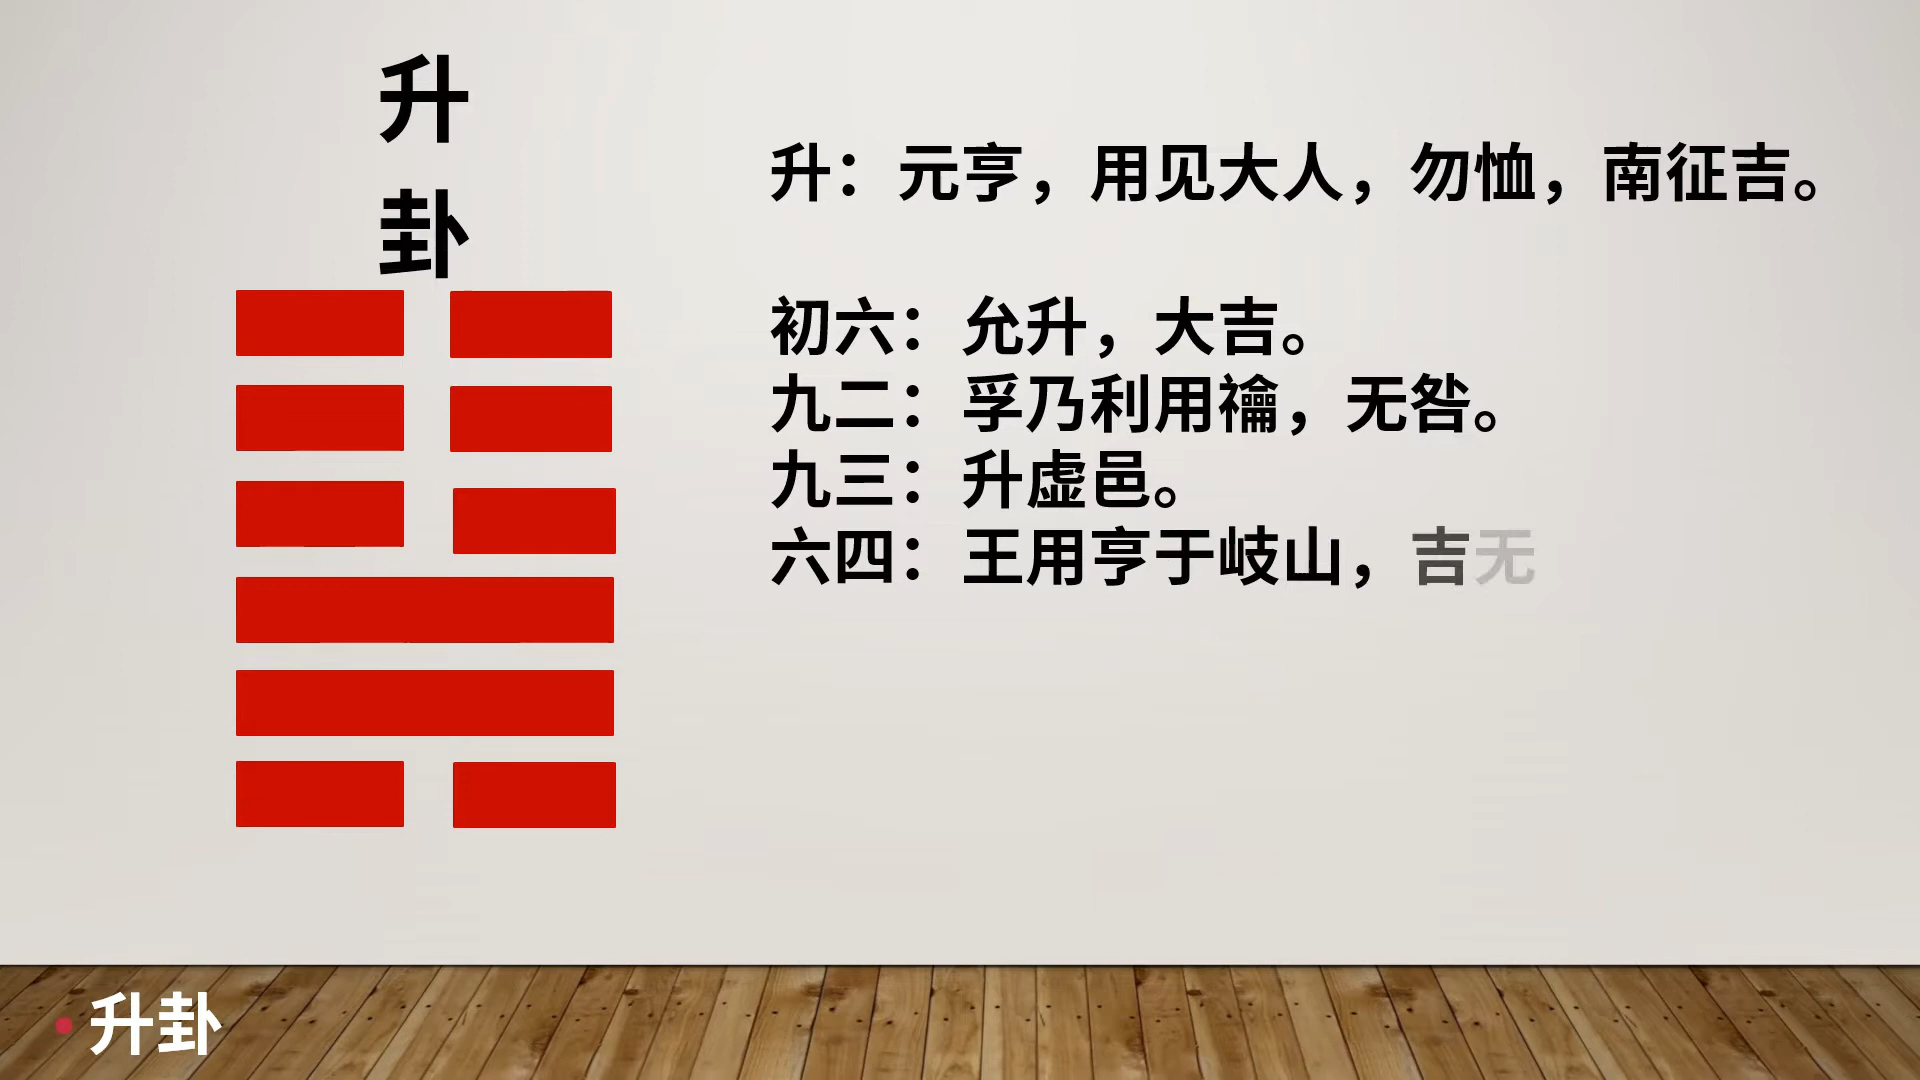 升
卦
升：元亨，用见大人，勿恤，南征吉。
初六：允升，大吉。
九二：孚乃利用禴，无咎。
九三：升虚邑。
六四：王用亨于岐山，吉无
升卦